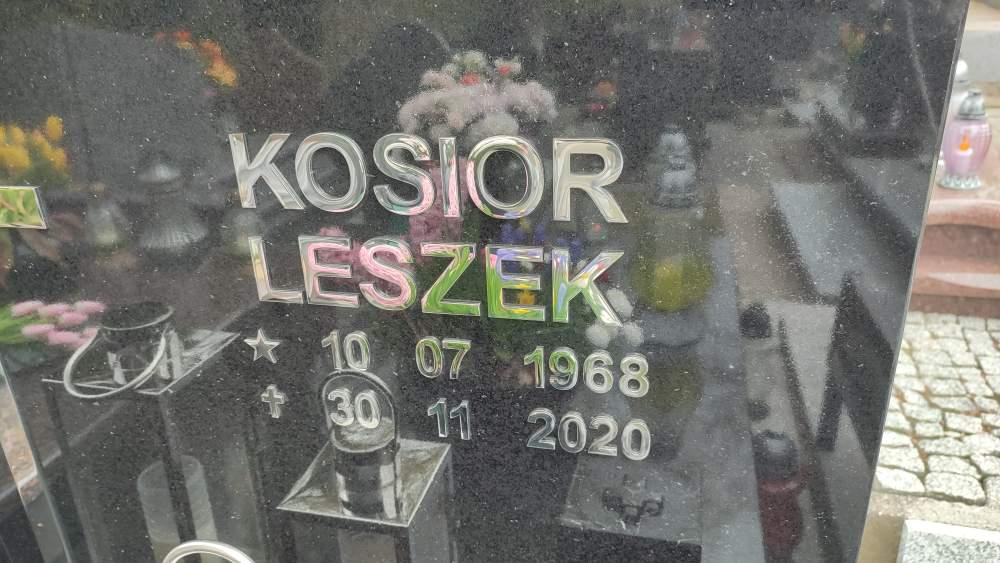 KOSIOR
LESZEK
10 07 1968
30 11 2020